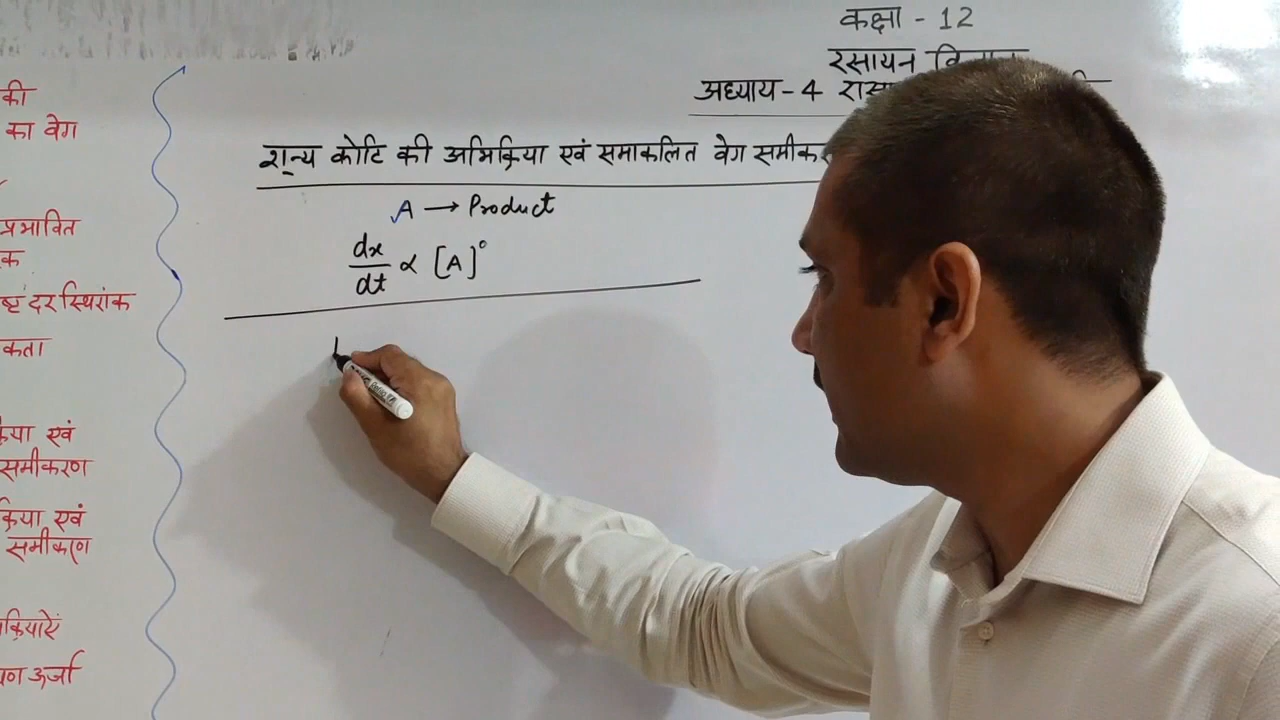 कक्षा - 12
रसायन
अध्याय - 4
शून्य कोटि की अभिक्रिया एवं समाकलित वेग
A → Product
dx/dt ∝ [A]°
की
का वेग
प्रभावित
दर स्थिरांक
कता
एवं
समीकरण
क्रिया एवं
समीकरण
ऊर्जा